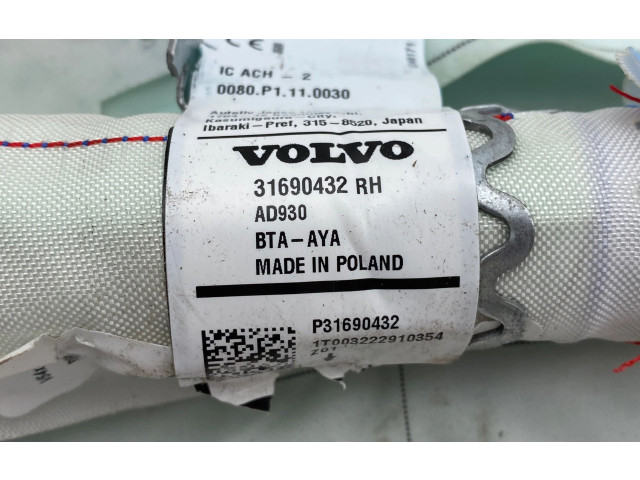 IC ACH - 2
0080.P1.11.0030
Ibaraki-Pref, 315-8520, Japan
VOLVO
31690432 RH
AD930
BTA-AYA
MADE IN POLAND
P31690432
1T003222910354
Z01